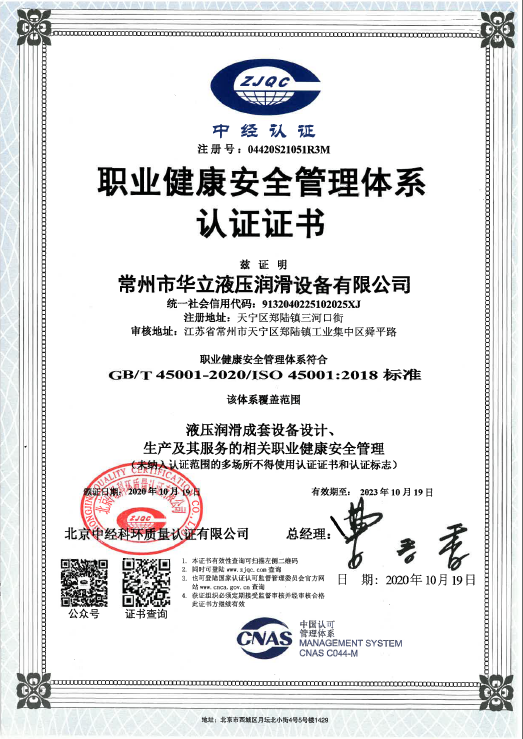 ZJQC
中经认证
注册号：04420S21051R3M
职业健康安全管理体系
认证证书
兹 证 明
常州市华立液压润滑设备有限公司
统一社会信用代码：9132040225102025XJ
注册地址：天宁区郑陆镇三河口街
审核地址：江苏省常州市天宁区郑陆镇工业集中区舜平路
职业健康安全管理体系符合
GB/T 45001-2020/ISO 45001:2018 标准
该体系覆盖范围
液压润滑成套设备设计、
生产及其服务的相关职业健康安全管理
（未纳入认证范围的多场所不得使用认证证书和认证标志）
颁证日期：2020 年 10 月 19 日
有效期至： 2023 年 10 月 19 日
ZJQC
北京中经科环质量认证有限公司
总经理：
1. 本证书有效性查询可扫描左侧二维码
2. 同时可登陆 www.zjqc.com 查询
3. 也可登陆国家认证认可监督管理委员会官方网
站 www.cnca.gov.cn 查询
4. 获证组织必须定期接受监督审核并经审核合格
此证书方继续有效
日 期：2020 年 10 月 19 日
公众号
证书查询
CNAS
中国认可
管理体系
MANAGEMENT SYSTEM
CNAS C044-M
地址：北京市西城区月坛北小街4号5号楼1429